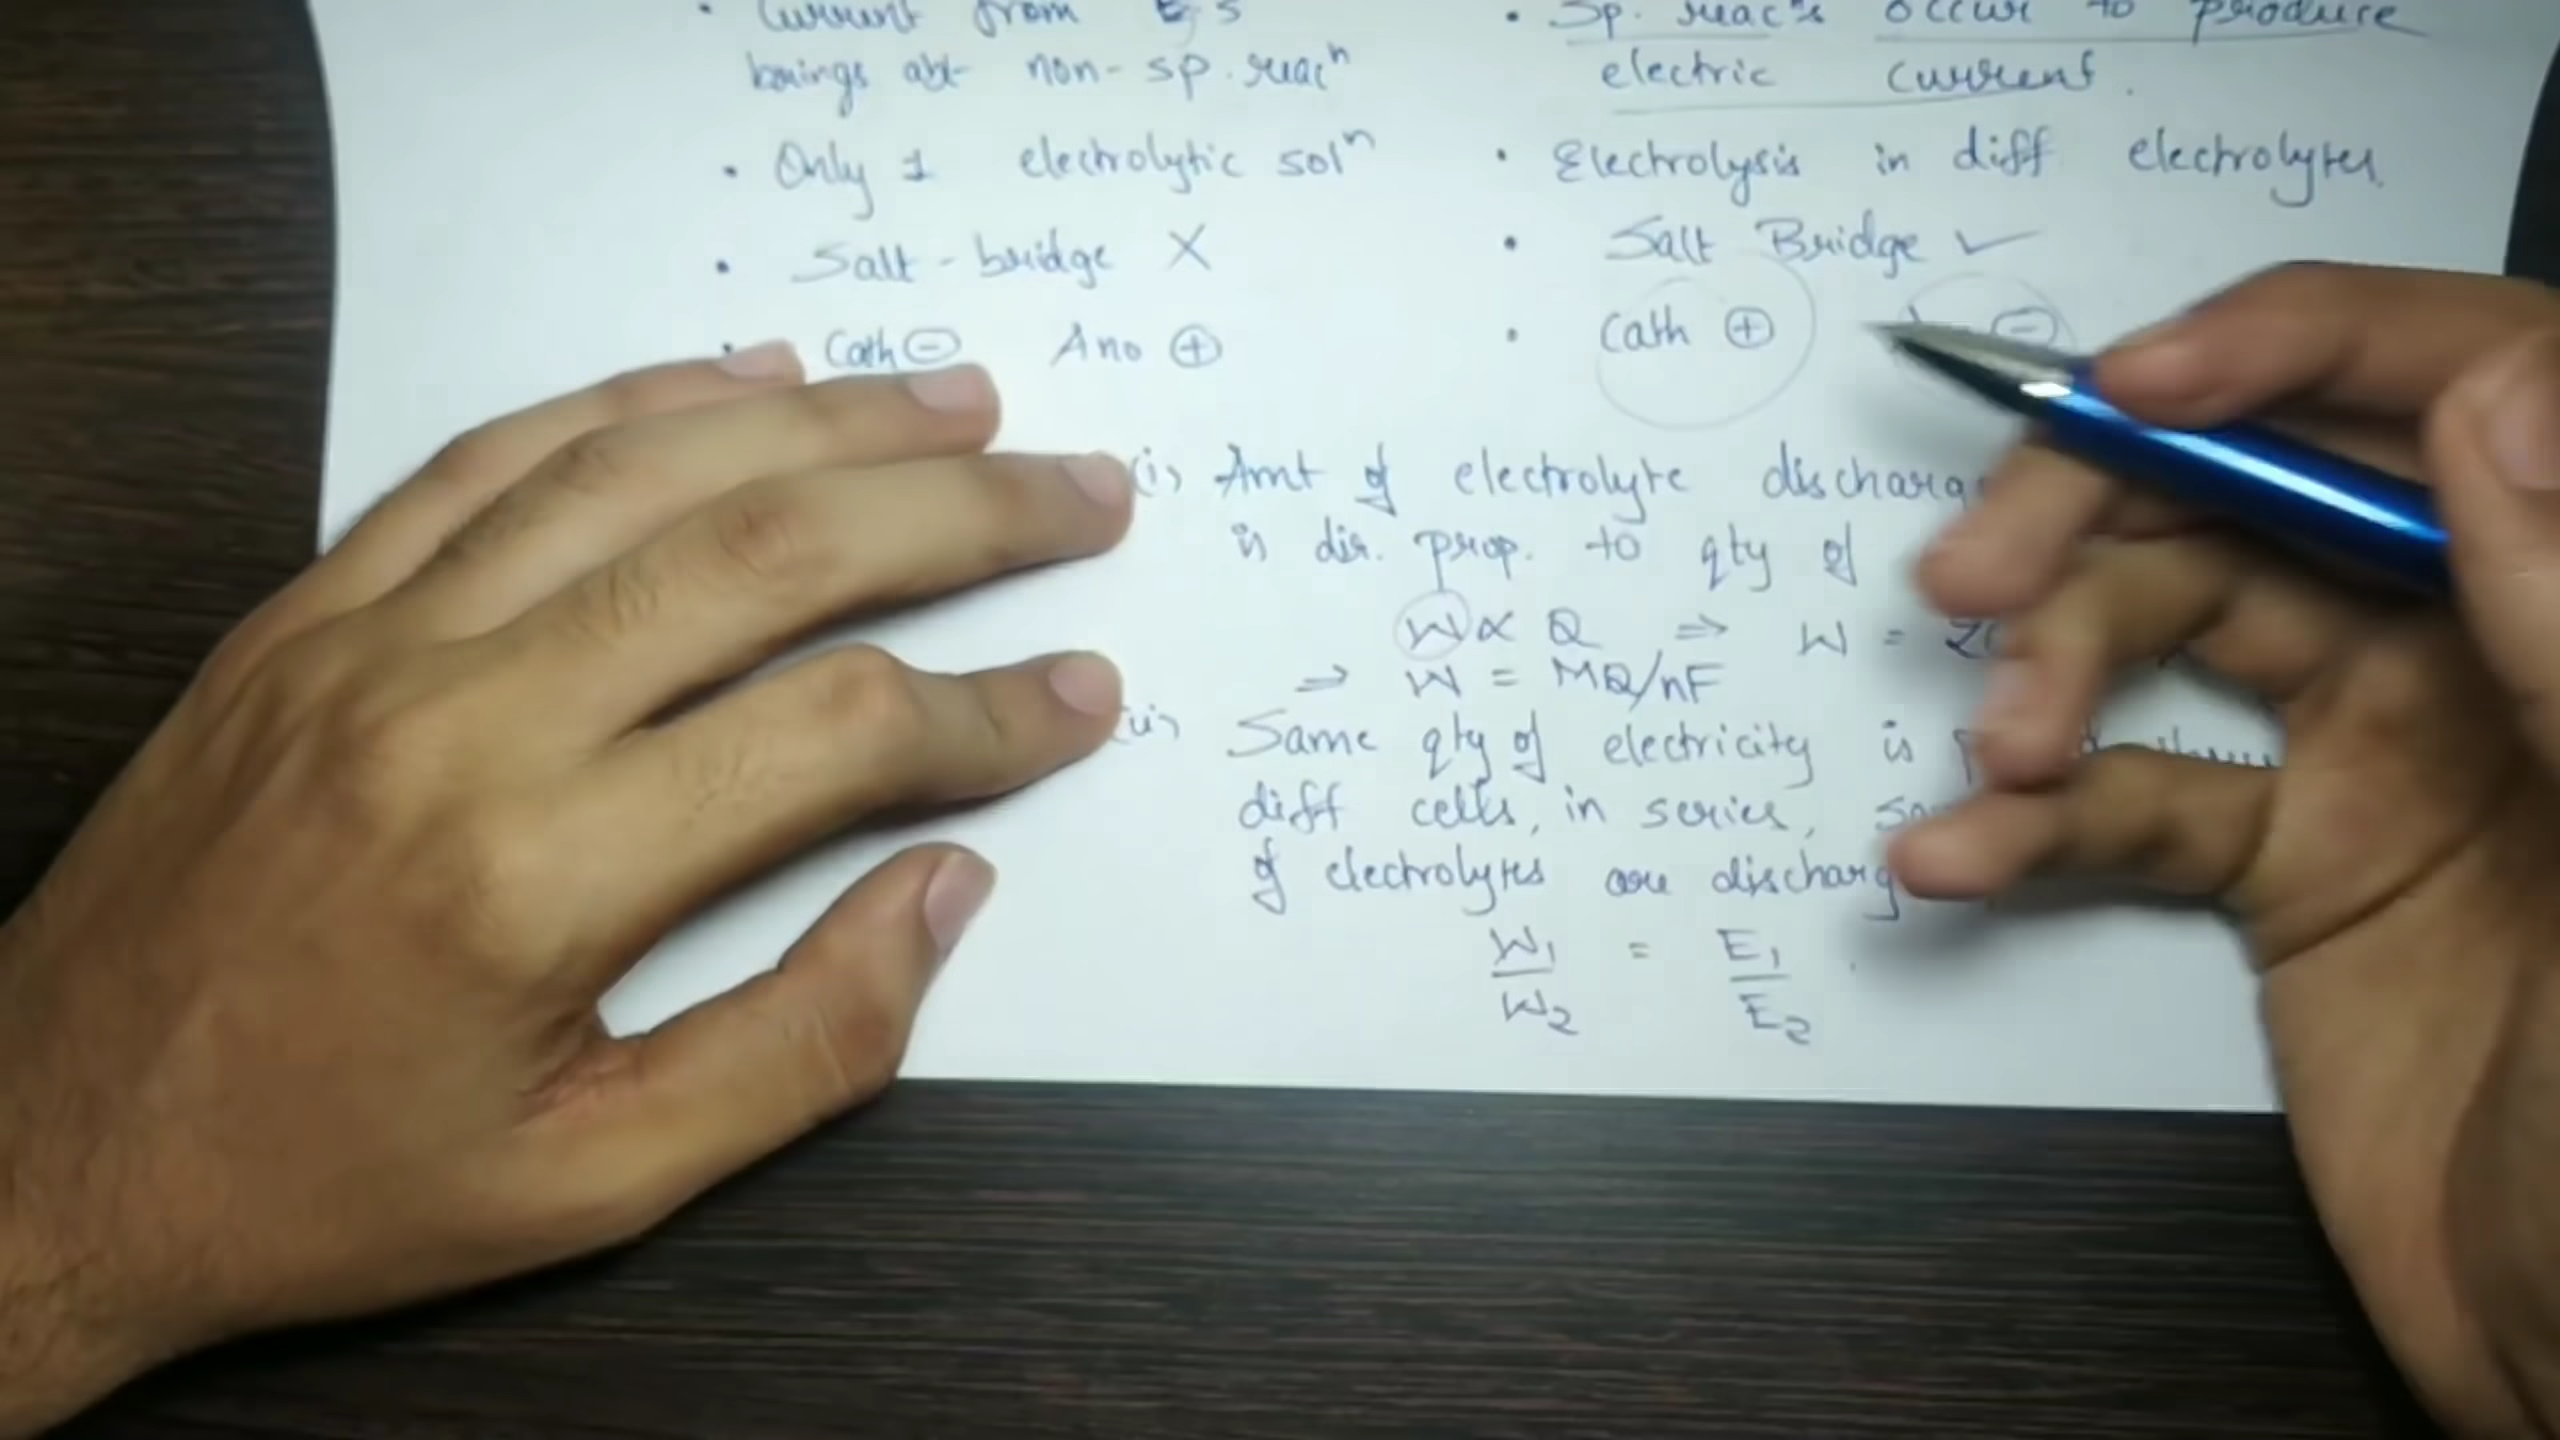 • Current from E S
brings abt non-sp. reacⁿ
• Only 1 electrolytic solⁿ
• Salt-bridge X
• Cath ⊖ Ano ⊕
• Sp. reacⁿs occur to produce
electric current.
• Electrolysis in diff electrolytes.
• Salt Bridge ✓
• Cath ⊕ ⊖
(i) Amt of electrolyte discharg
is dir. prop. to qty of
W ∝ Q ⇒ W =
⇒ W = MQ/nF
(ii) Same qty of electricity is
diff cells, in series,
of electrolytes are discharg
W₁/W₂ = E₁/E₂.